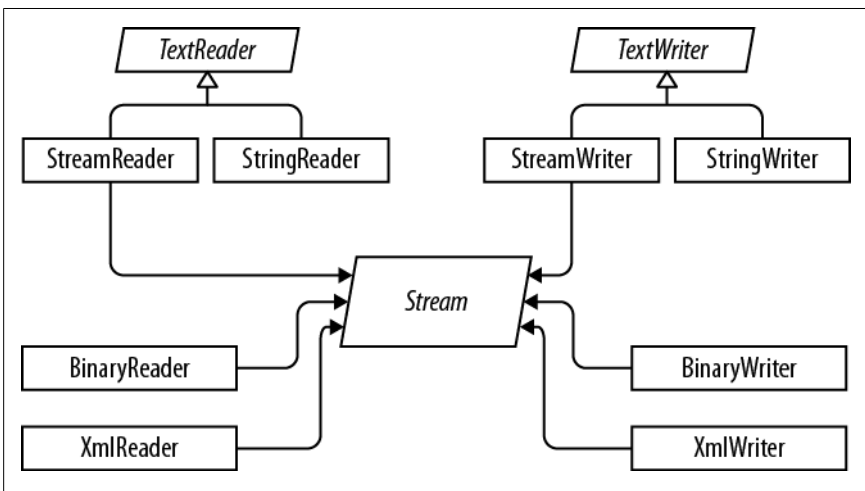 TextReader
TextWriter
StreamReader
StringReader
StreamWriter
StringWriter
Stream
BinaryReader
BinaryWriter
XmlReader
XmlWriter